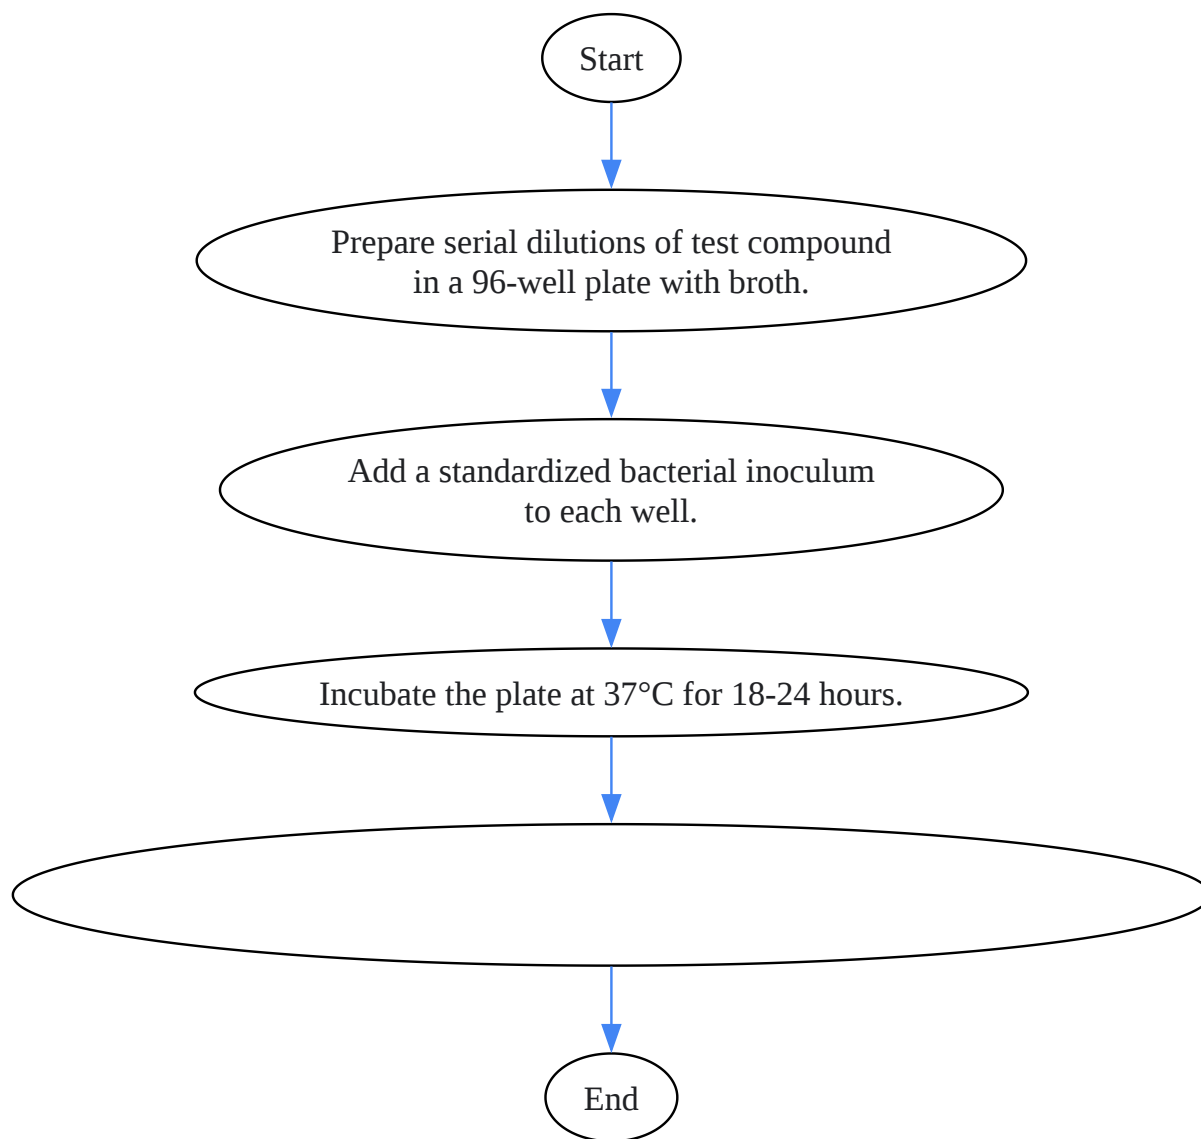 Start
Prepare serial dilutions of test compound
in a 96-well plate with broth.
Add a standardized bacterial inoculum
to each well.
Incubate the plate at 37°C for 18-24 hours.
End